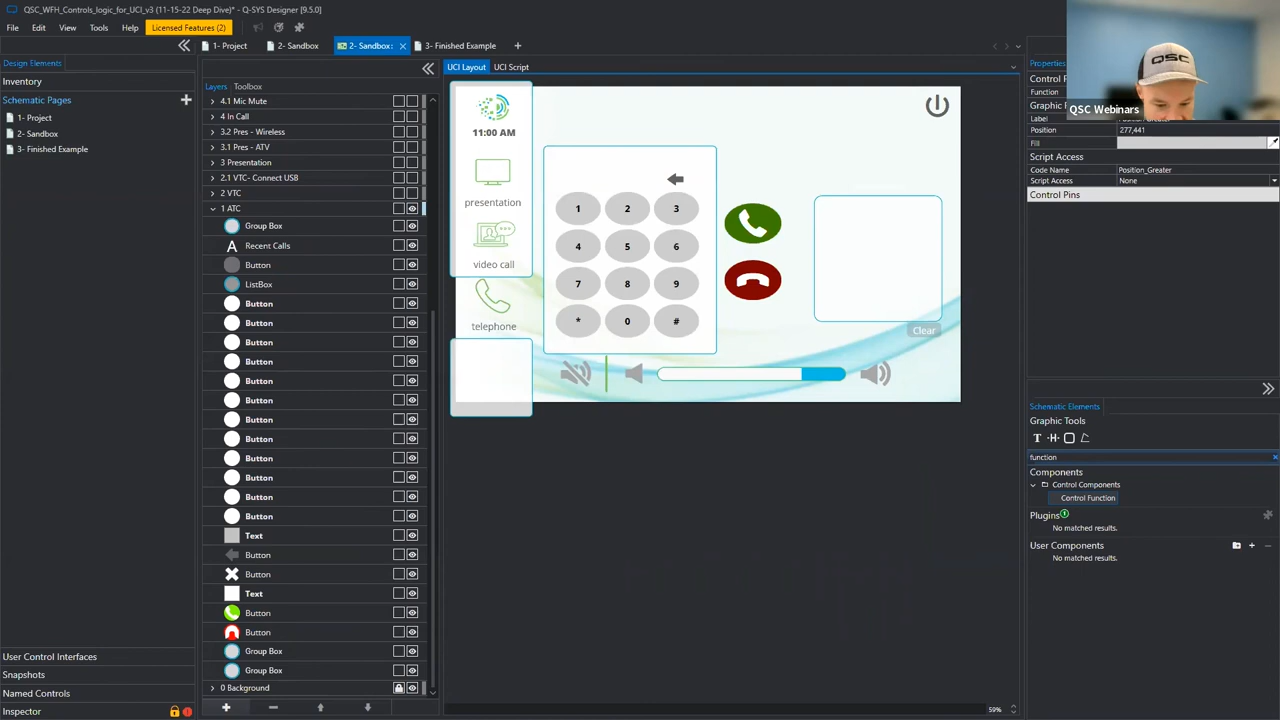 QSC_WFH_Controls_logic_for_UCI_v3 (11-15-22 Deep Dive)* - Q-SYS Designer [9.5.0]
File Edit View Tools Help Licensed Features (2)
Design Elements
Inventory
Schematic Pages
1- Project
2- Sandbox
3- Finished Example
User Control Interfaces
Snapshots
Named Controls
Inspector
1- Project 2- Sandbox 2- Sandbox: 3- Finished Example
Layers Toolbox
4.1 Mic Mute
4 In Call
3.2 Pres - Wireless
3.1 Pres - ATV
3 Presentation
2.1 VTC- Connect USB
2 VTC
1 ATC
Group Box
Recent Calls
Button
ListBox
Button
Button
Button
Button
Button
Button
Button
Button
Button
Button
Button
Button
Text
Button
Button
Text
Button
Button
Group Box
Group Box
0 Background
UCI Layout UCI Script
11:00 AM
presentation
video call
telephone
1 2 3
4 5 6
7 8 9
* 0 #
Clear
59%
QSC
QSC Webinars
Properties
Control P
Function
Graphic P
Label
Position 277,441
Fill
Script Access
Code Name Position_Greater
Script Access None
Control Pins
Schematic Elements
Graphic Tools
T H
function
Components
Control Components
Control Function
Plugins
No matched results.
User Components
No matched results.